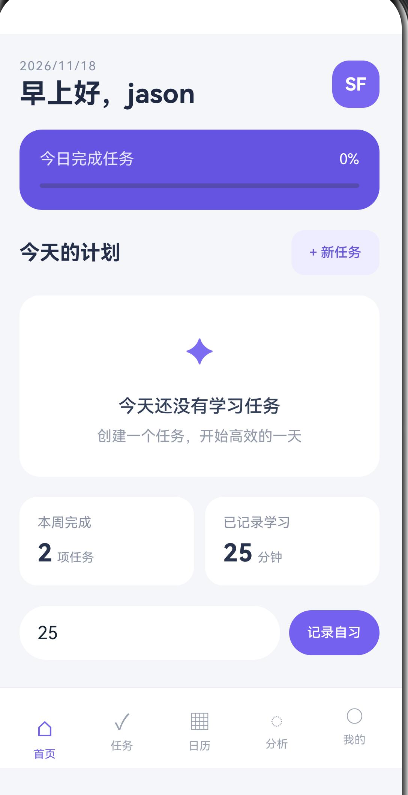 2026/11/18
早上好，jason
SF
今日完成任务
0%
今天的计划
+ 新任务
今天还没有学习任务
创建一个任务，开始高效的一天
本周完成
2 项任务
已记录学习
25 分钟
25
记录自习
首页
任务
日历
分析
我的